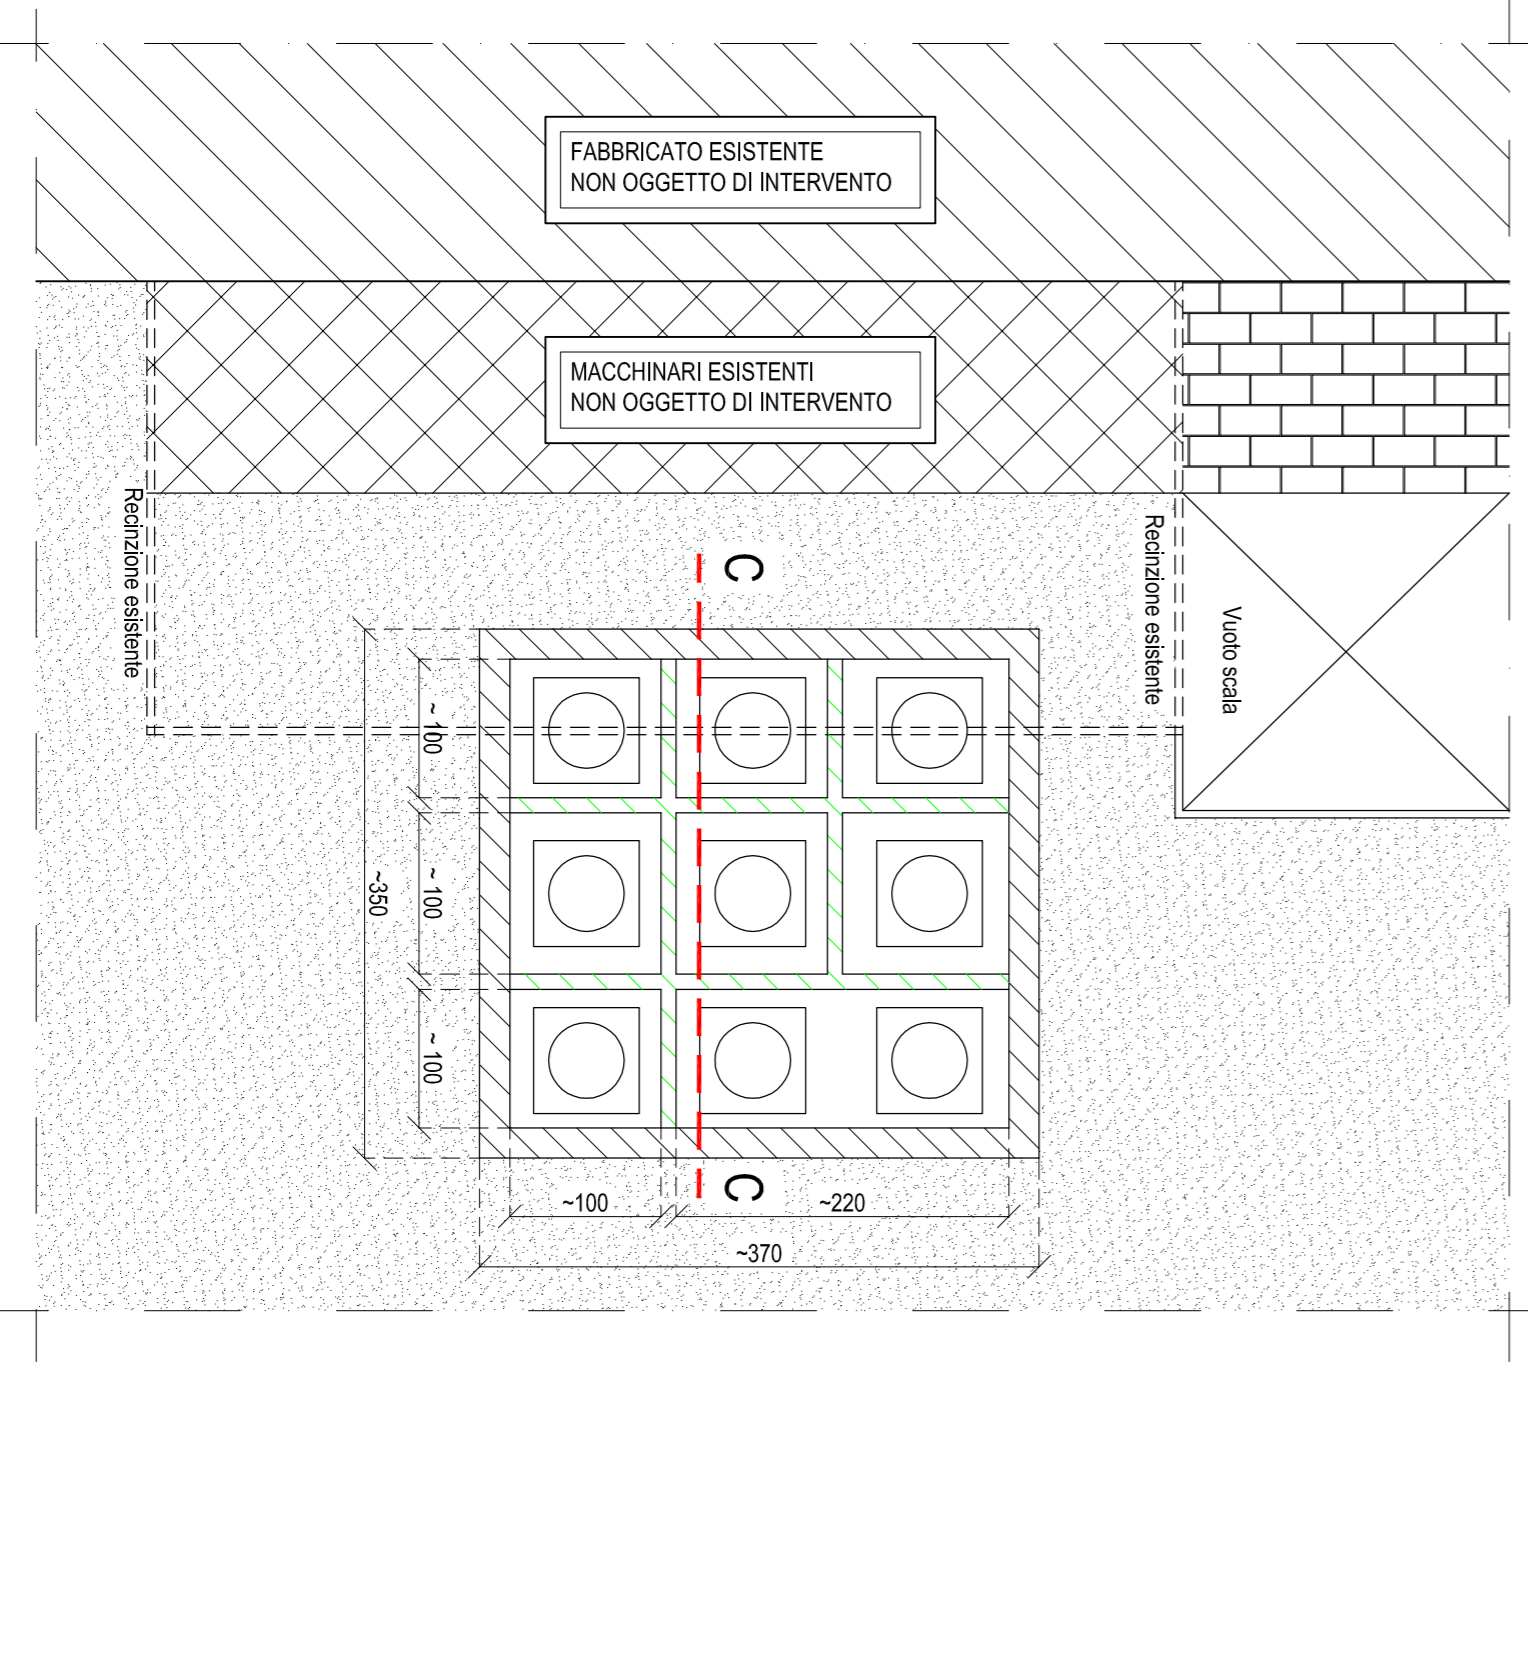 FABBRICATO ESISTENTE
NON OGGETTO DI INTERVENTO
MACCHINARI ESISTENTI
NON OGGETTO DI INTERVENTO
Recinzione esistente
Recinzione esistente
Vuoto scala
C
~100
~350
~ 100
~ 100
C
~100
~220
~370